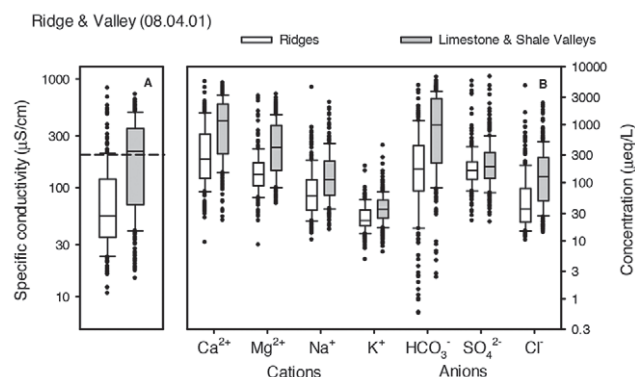 Ridge & Valley (08.04.01)
Ridges
Limestone & Shale Valleys
A
B
Specific conductivity (μS/cm)
1000
300
100
30
10
Concentration (μeq/L)
10000
3000
1000
300
100
30
10
3
1
0.3
Ca²⁺ Mg²⁺ Na⁺ K⁺ HCO₃⁻ SO₄²⁻ Cl⁻
Cations Anions